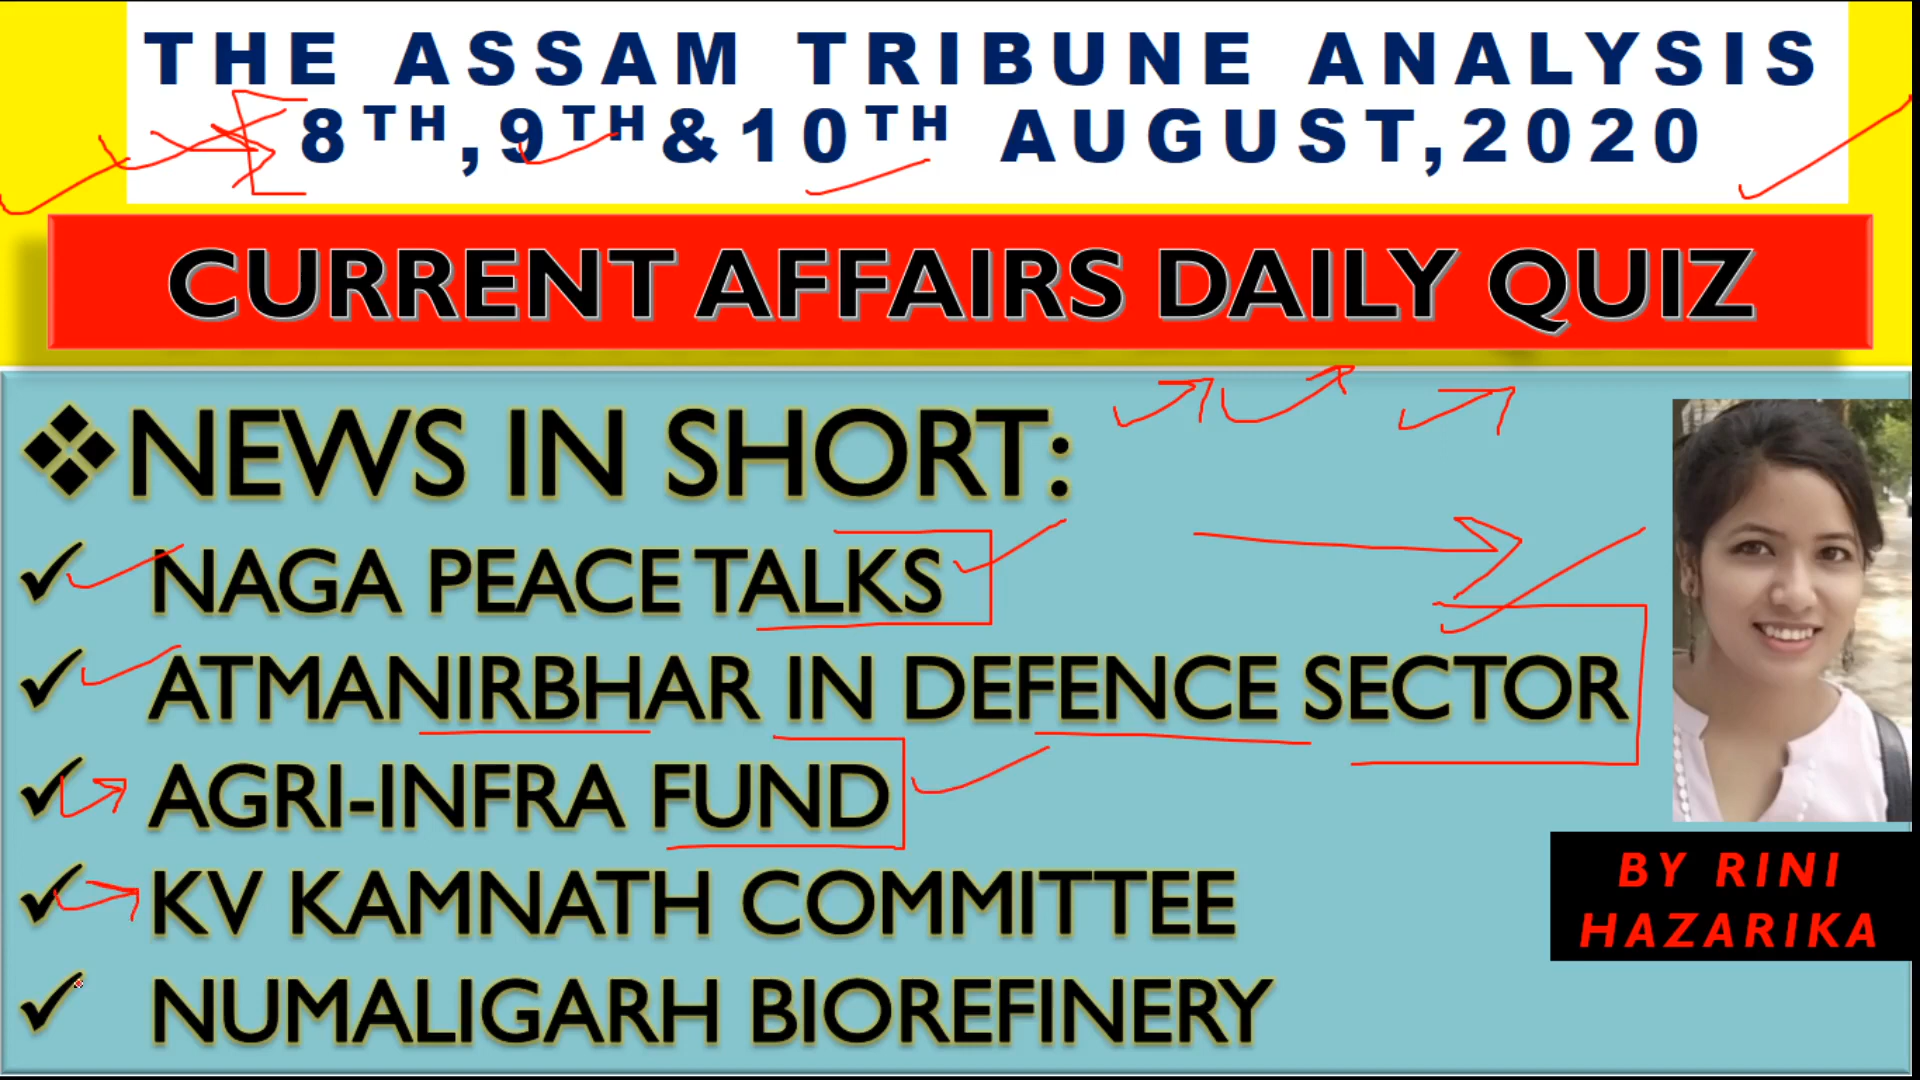 THE ASSAM TRIBUNE ANALYSIS
8TH,9TH&10TH AUGUST,2020
CURRENT AFFAIRS DAILY QUIZ
NEWS IN SHORT:
NAGA PEACE TALKS
ATMANIRBHAR IN DEFENCE SECTOR
AGRI-INFRA FUND
KV KAMNATH COMMITTEE
NUMALIGARH BIOREFINERY
BY RINI
HAZARIKA